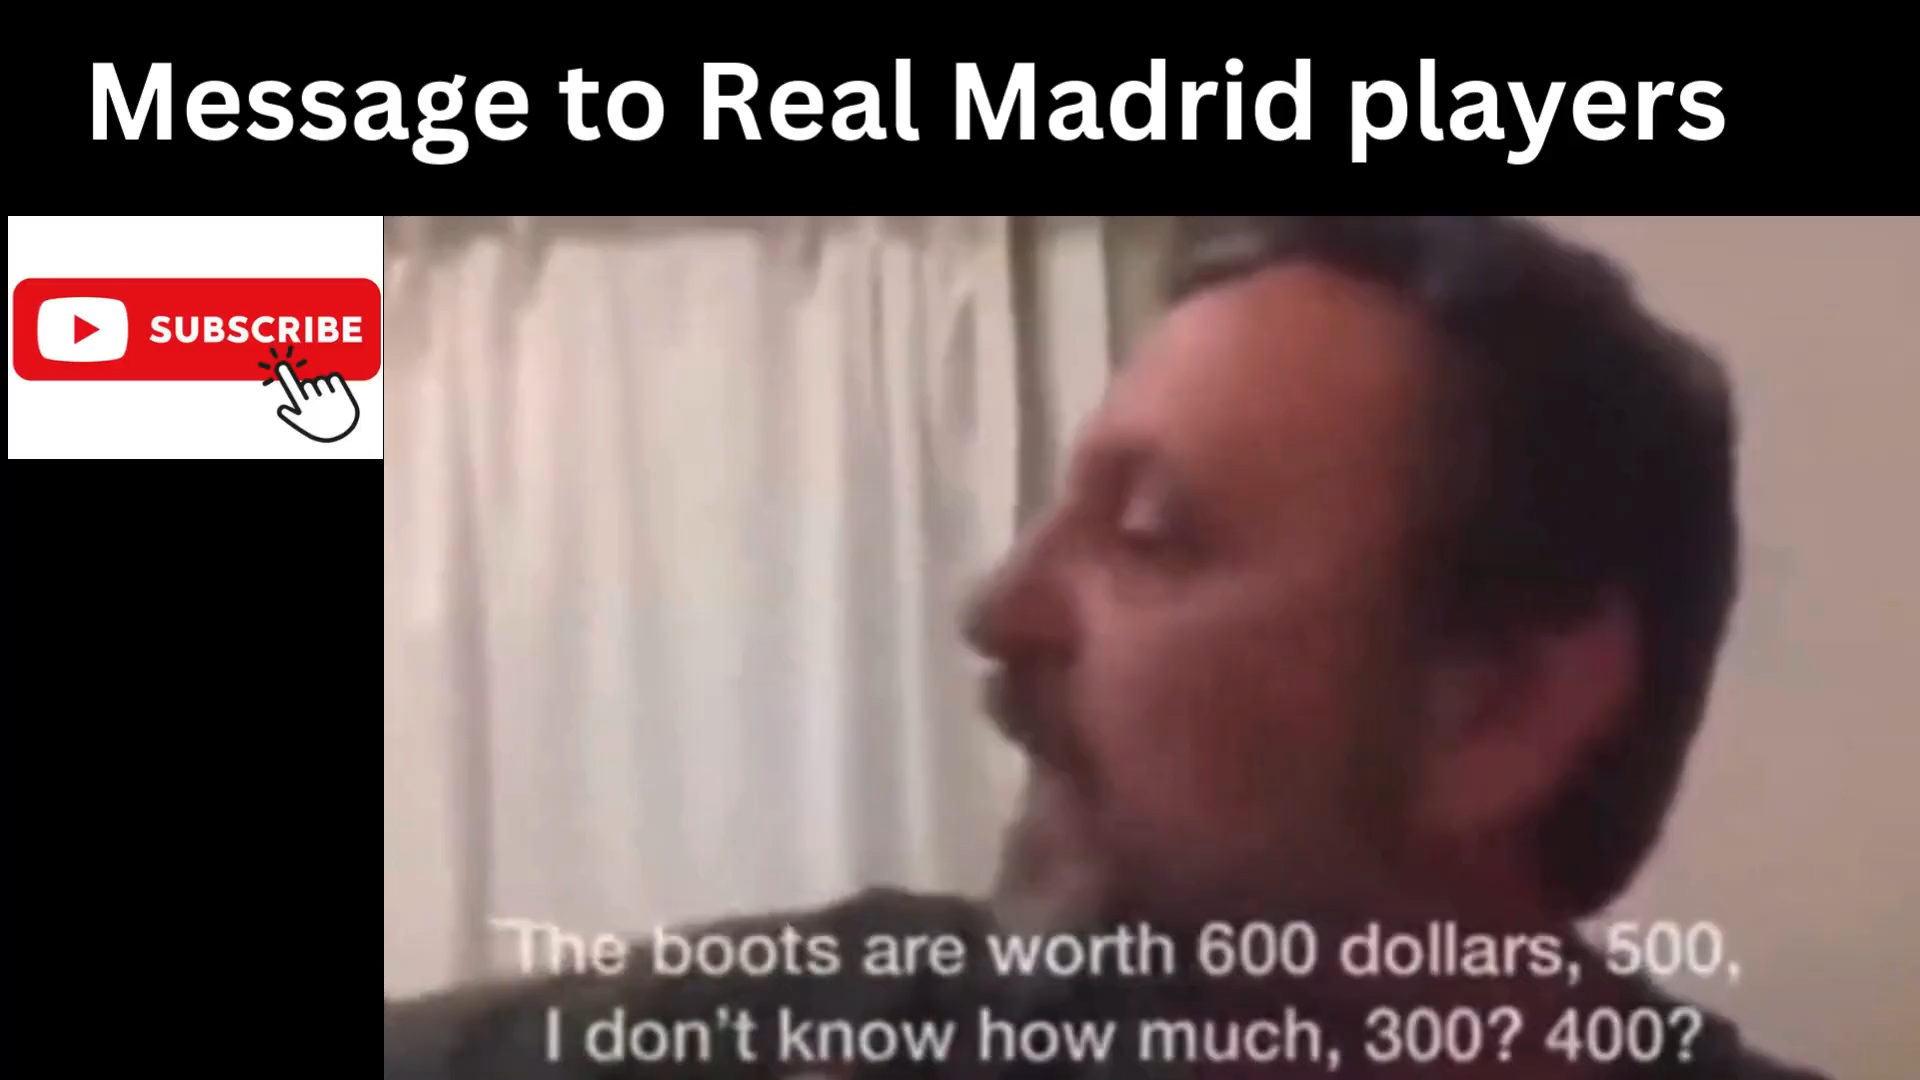 Message to Real Madrid players
SUBSCRIBE
The boots are worth 600 dollars, 500,
I don't know how much, 300? 400?